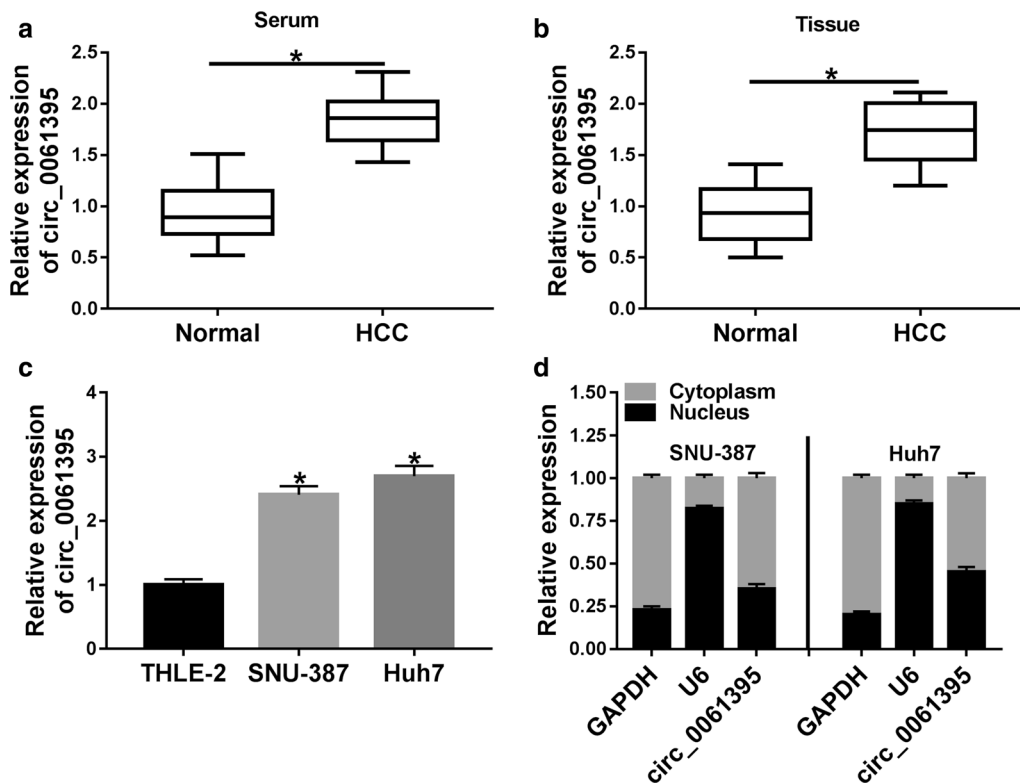 a
Serum
Relative expression
of circ_0061395
2.5
2.0
1.5
1.0
0.5
0.0
*
Normal
HCC
b
Tissue
Relative expression
of circ_0061395
2.5
2.0
1.5
1.0
0.5
0.0
*
Normal
HCC
c
Relative expression
of circ_0061395
4
3
2
1
0
*
*
THLE-2
SNU-387
Huh7
d
Cytoplasm
Nucleus
Relative expression
1.50
1.25
1.00
0.75
0.50
0.25
0.00
SNU-387
Huh7
GAPDH
U6
circ_0061395
GAPDH
U6
circ_0061395